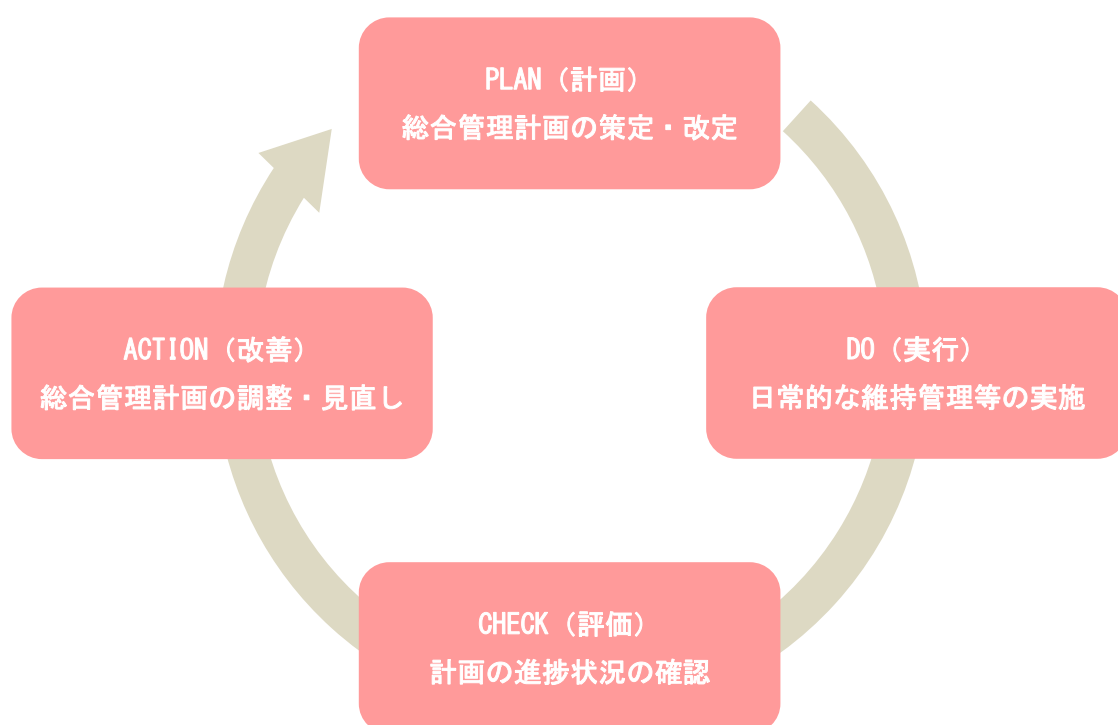 PLAN（計画）
総合管理計画の策定・改定
ACTION（改善）
総合管理計画の調整・見直し
DO（実行）
日常的な維持管理等の実施
CHECK（評価）
計画の進捗状況の確認